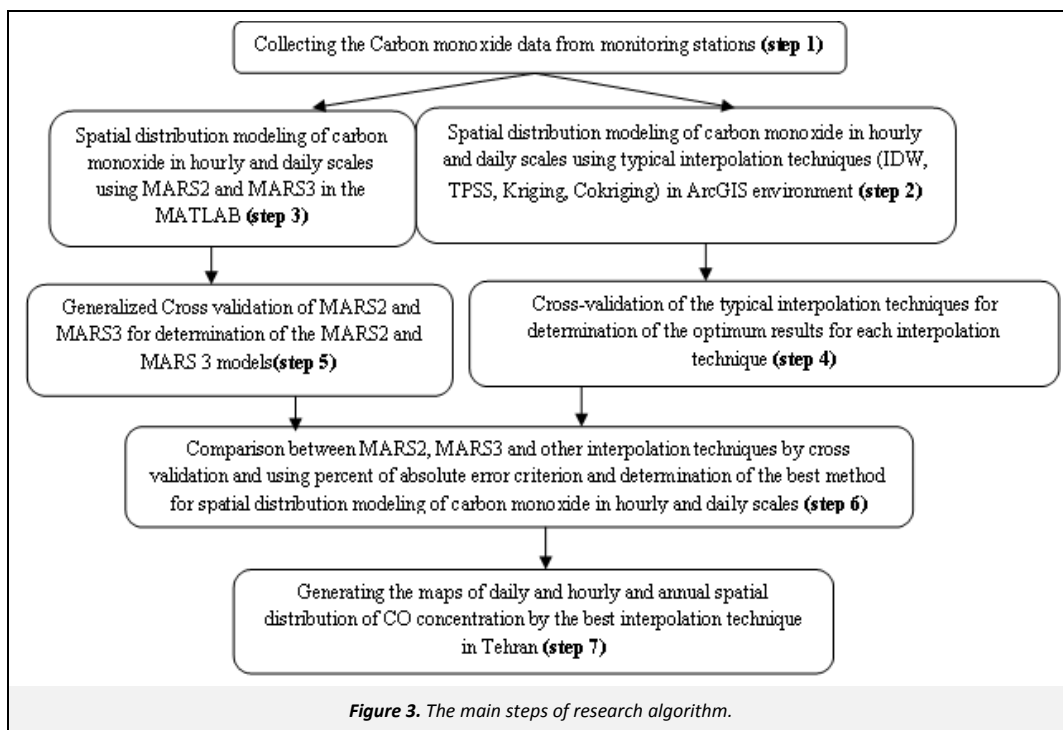 Collecting the Carbon monoxide data from monitoring stations (step 1)
Spatial distribution modeling of carbon
monoxide in hourly and daily scales
using MARS2 and MARS3 in the
MATLAB (step 3)
Spatial distribution modeling of carbon monoxide in hourly
and daily scales using typical interpolation techniques (IDW,
TPSS, Kriging, Cokriging) in ArcGIS environment (step 2)
Generalized Cross validation of MARS2 and
MARS3 for determination of the MARS2 and
MARS 3 models(step 5)
Cross-validation of the typical interpolation techniques for
determination of the optimum results for each interpolation
technique (step 4)
Comparison between MARS2, MARS3 and other interpolation techniques by cross
validation and using percent of absolute error criterion and determination of the best method
for spatial distribution modeling of carbon monoxide in hourly and daily scales (step 6)
Generating the maps of daily and hourly and annual spatial
distribution of CO concentration by the best interpolation technique
in Tehran (step 7)
Figure 3. The main steps of research algorithm.